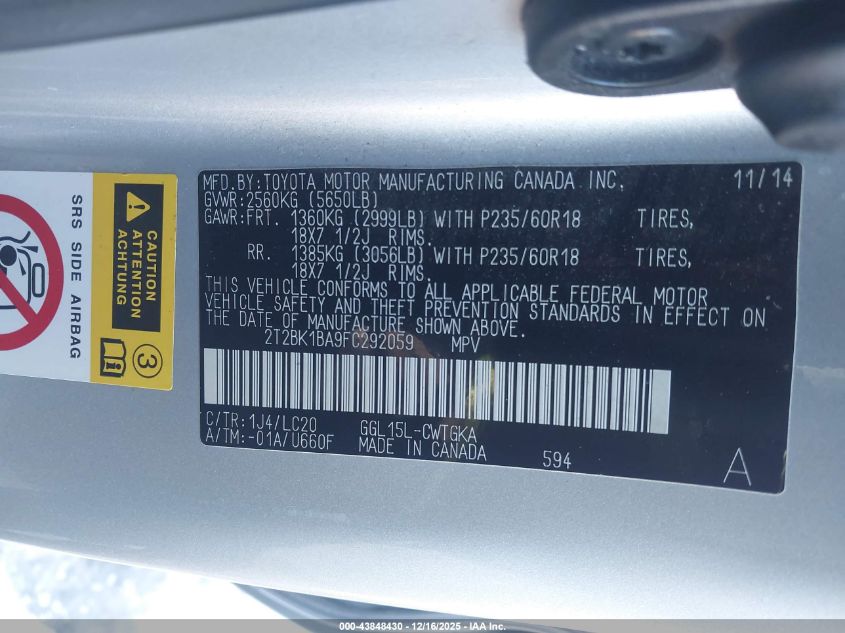 MFD.BY:TOYOTA MOTOR MANUFACTURING CANADA INC. 11/14
GVWR:2560KG (5650LB)
GAWR:FRT. 1360KG (2999LB) WITH P235/60R18 TIRES,
18X7 1/2J RIMS.
RR. 1385KG (3056LB) WITH P235/60R18 TIRES,
18X7 1/2J RIMS.
THIS VEHICLE CONFORMS TO ALL APPLICABLE FEDERAL MOTOR
VEHICLE SAFETY AND THEFT PREVENTION STANDARDS IN EFFECT ON
THE DATE OF MANUFACTURE SHOWN ABOVE.
2T2BK1BA9FC292059 MPV
C/TR:1J4/LC20 GGL15L-CWTGKA
A/TM:-01A/U660F MADE IN CANADA 594 A
CAUTION
ATTENTION
ACHTUNG
SRS SIDE AIRBAG
3
i
000-43848430 - 12/16/2025 - IAA Inc.